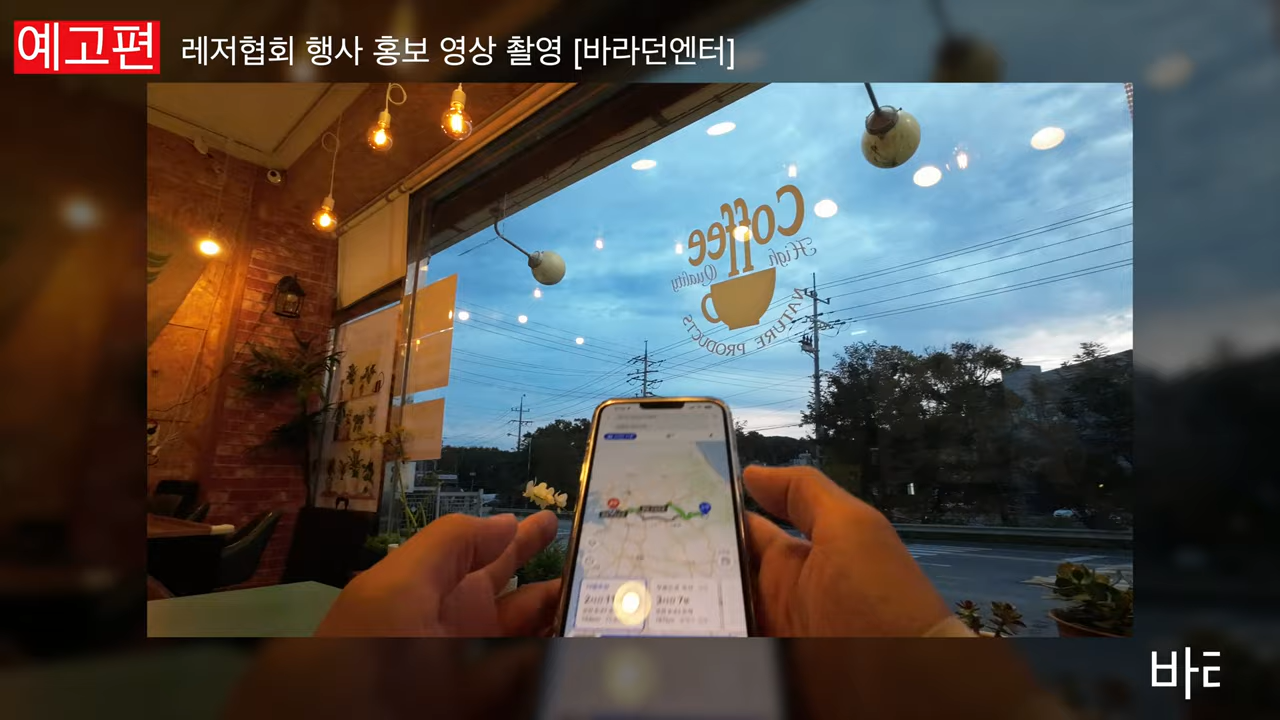 예고편 레저협회 행사 홍보 영상 촬영 [바라던엔터]
Coffee
High Quality
NATURE PRODUCTS
바E